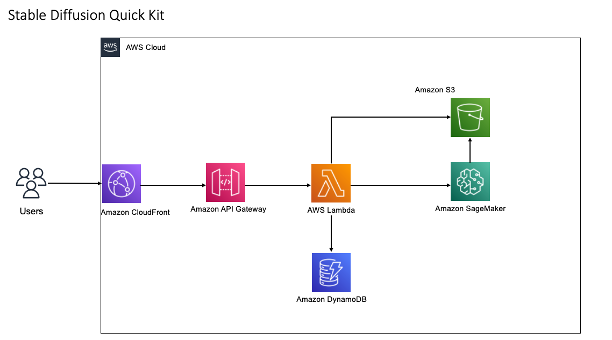 Stable Diffusion Quick Kit
aws
AWS Cloud
Amazon S3
Users
Amazon CloudFront
Amazon API Gateway
AWS Lambda
Amazon SageMaker
Amazon DynamoDB